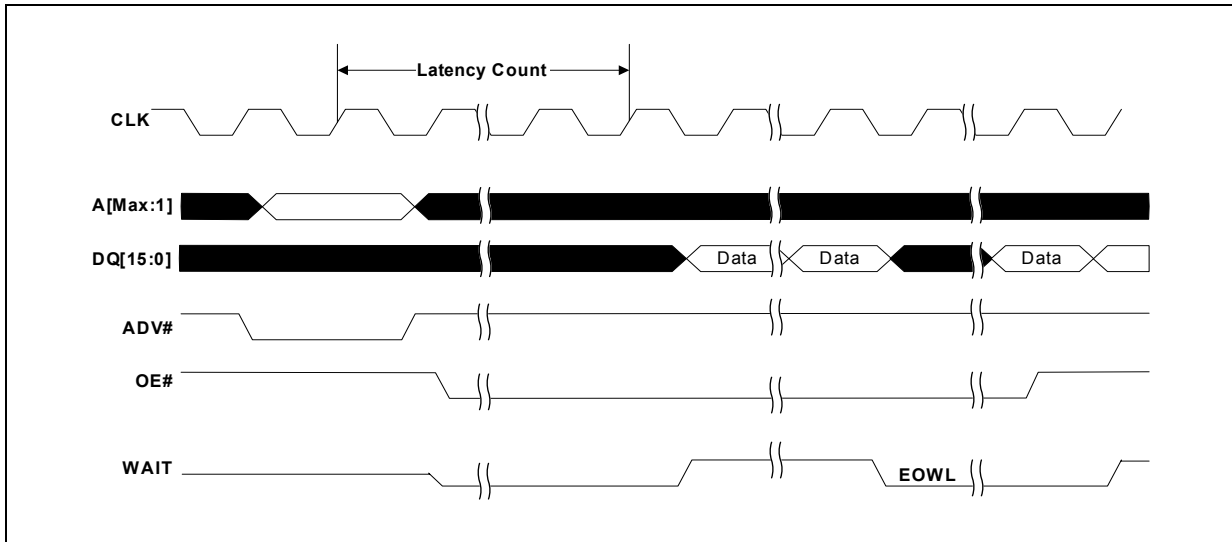 Latency Count
CLK
A[Max:1]
DQ[15:0]
Data Data Data
ADV#
OE#
WAIT
EOWL